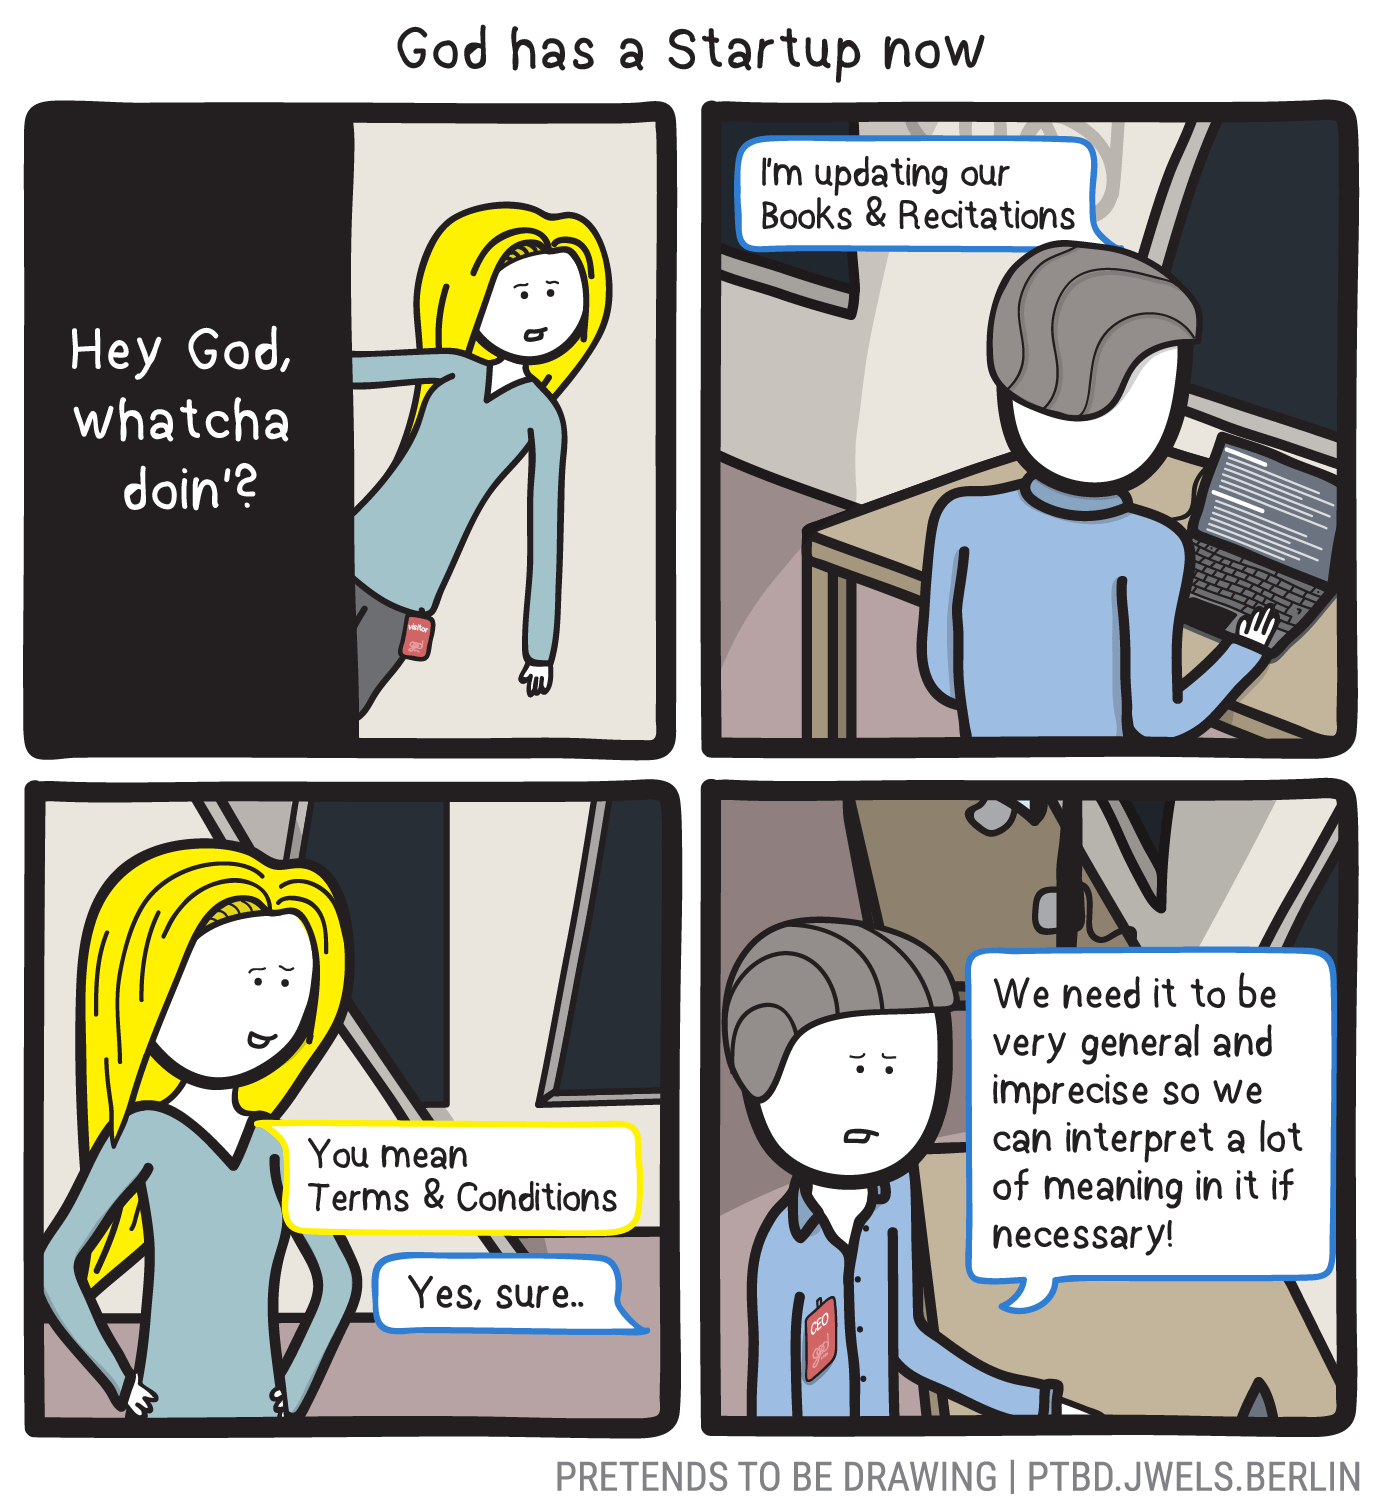 God has a Startup now
Hey God,
whatcha
doin'?
visitor
god
I'm updating our
Books & Recitations
You mean
Terms & Conditions
Yes, sure..
We need it to be
very general and
imprecise so we
can interpret a lot
of meaning in it if
necessary!
CEO
god
PRETENDS TO BE DRAWING | PTBD.JWELS.BERLIN